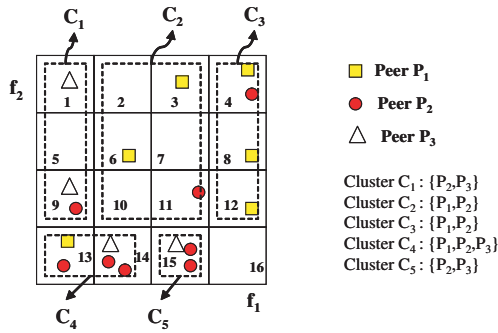 C1 C2 C3
f2
1 2 3 4
5 6 7 8
9 10 11 12
13 14 15 16
C4 C5 f1
Peer P1
Peer P2
Peer P3
Cluster C1 : {P2,P3}
Cluster C2 : {P1,P2}
Cluster C3 : {P1,P2}
Cluster C4 : {P1,P2,P3}
Cluster C5 : {P2,P3}